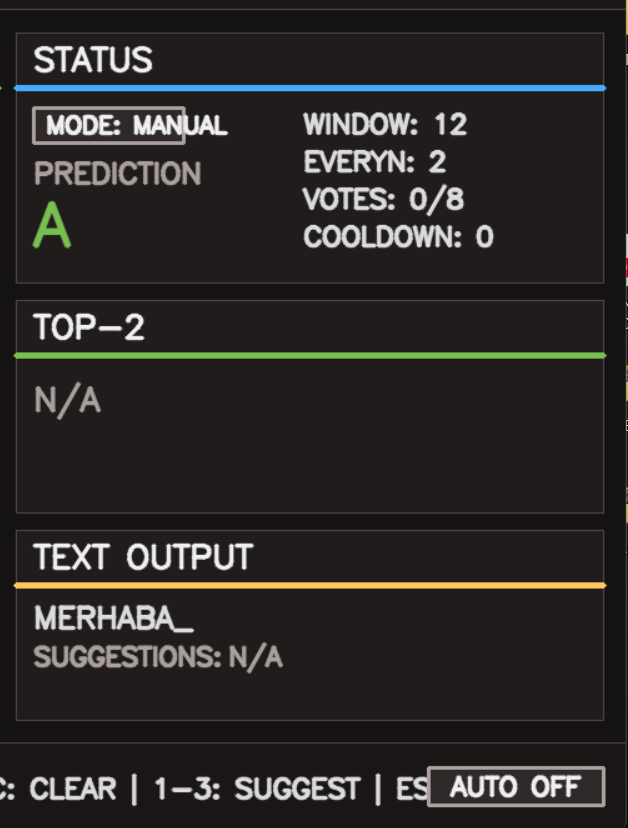 STATUS
MODE: MANUAL
PREDICTION
A
WINDOW: 12
EVERYN: 2
VOTES: 0/8
COOLDOWN: 0
TOP-2
N/A
TEXT OUTPUT
MERHABA_
SUGGESTIONS: N/A
C: CLEAR | 1-3: SUGGEST | ES
AUTO OFF